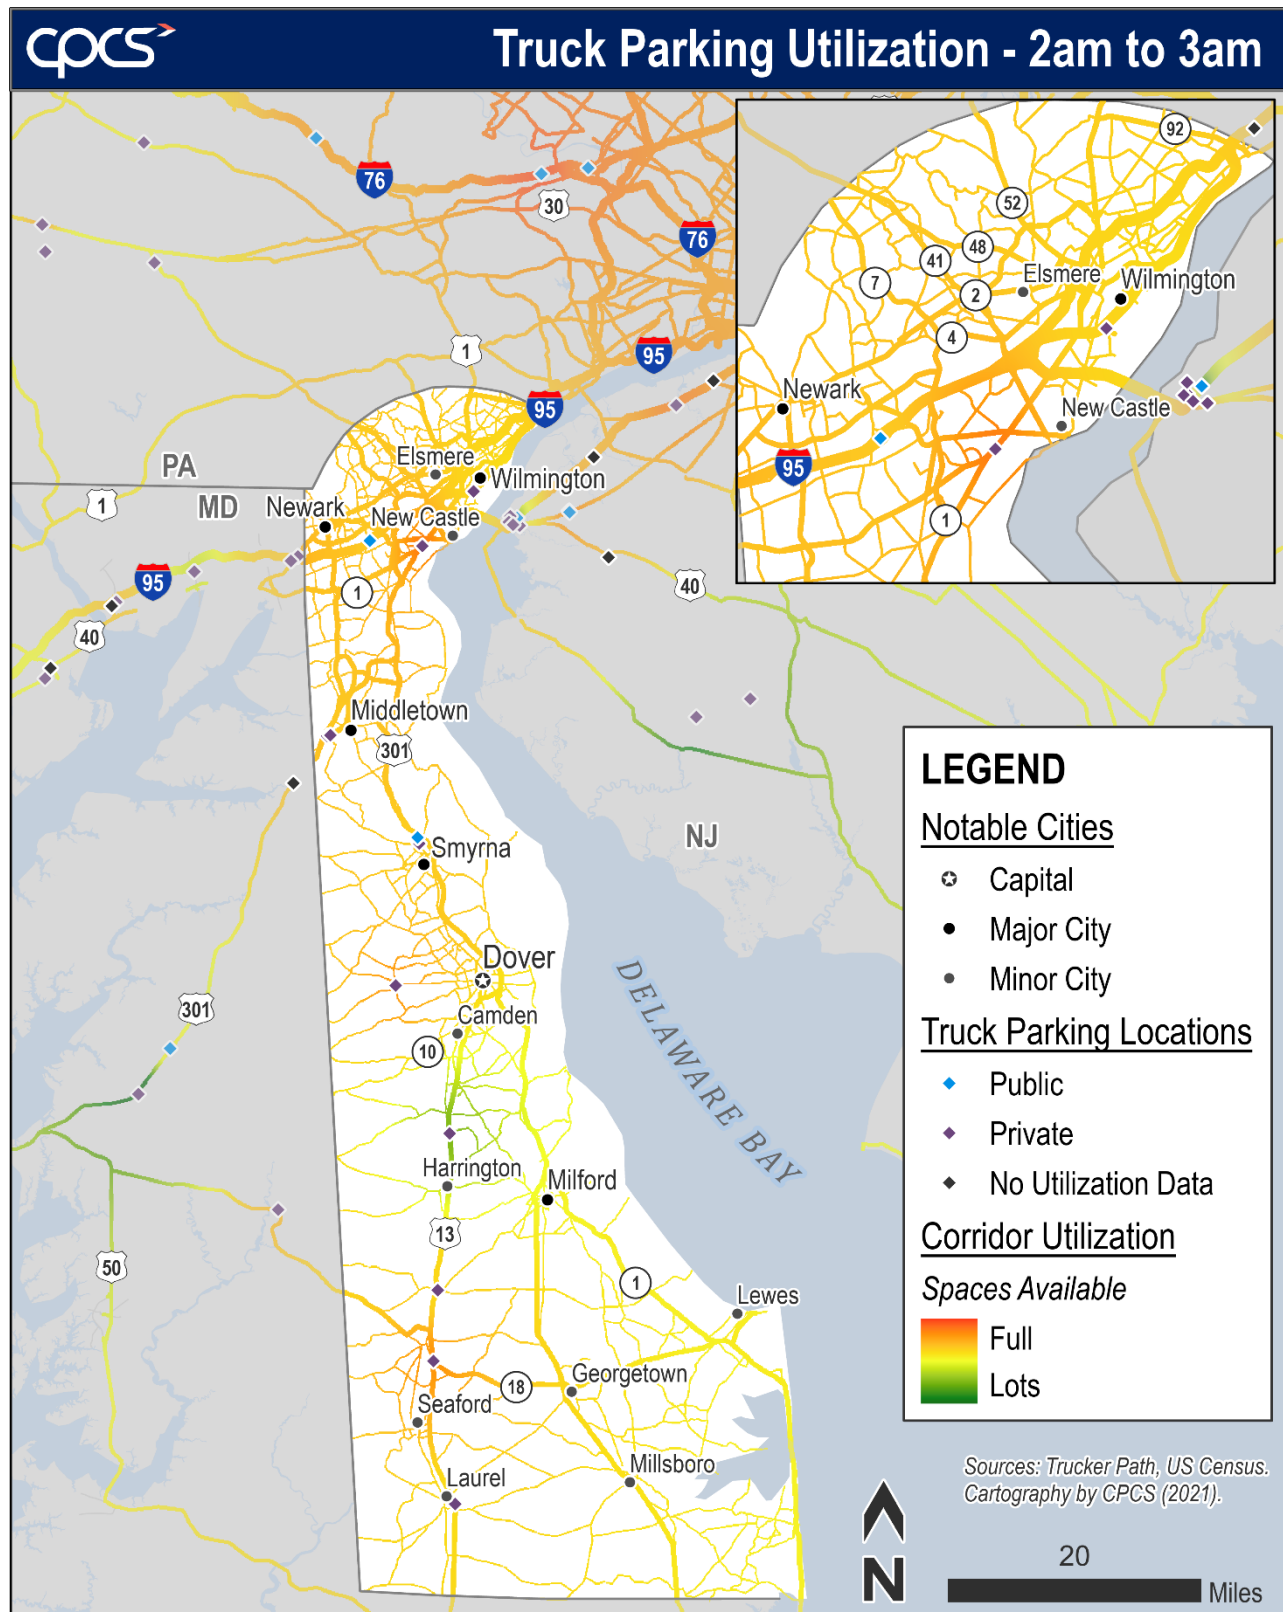 cpcs
Truck Parking Utilization - 2am to 3am
76
30
76
1
95
95
PA
MD
1
Elsmere
Wilmington
Newark
New Castle
95
40
1
40
Middletown
301
Smyrna
NJ
Dover
Camden
301
10
DELAWARE BAY
Harrington
Milford
13
50
1
Lewes
Georgetown
18
Seaford
Millsboro
Laurel
92
52
48
41
7
2
Elsmere
Wilmington
4
Newark
New Castle
95
1
LEGEND
Notable Cities
Capital
Major City
Minor City
Truck Parking Locations
Public
Private
No Utilization Data
Corridor Utilization
Spaces Available
Full
Lots
Sources: Trucker Path, US Census.
Cartography by CPCS (2021).
N
20
Miles